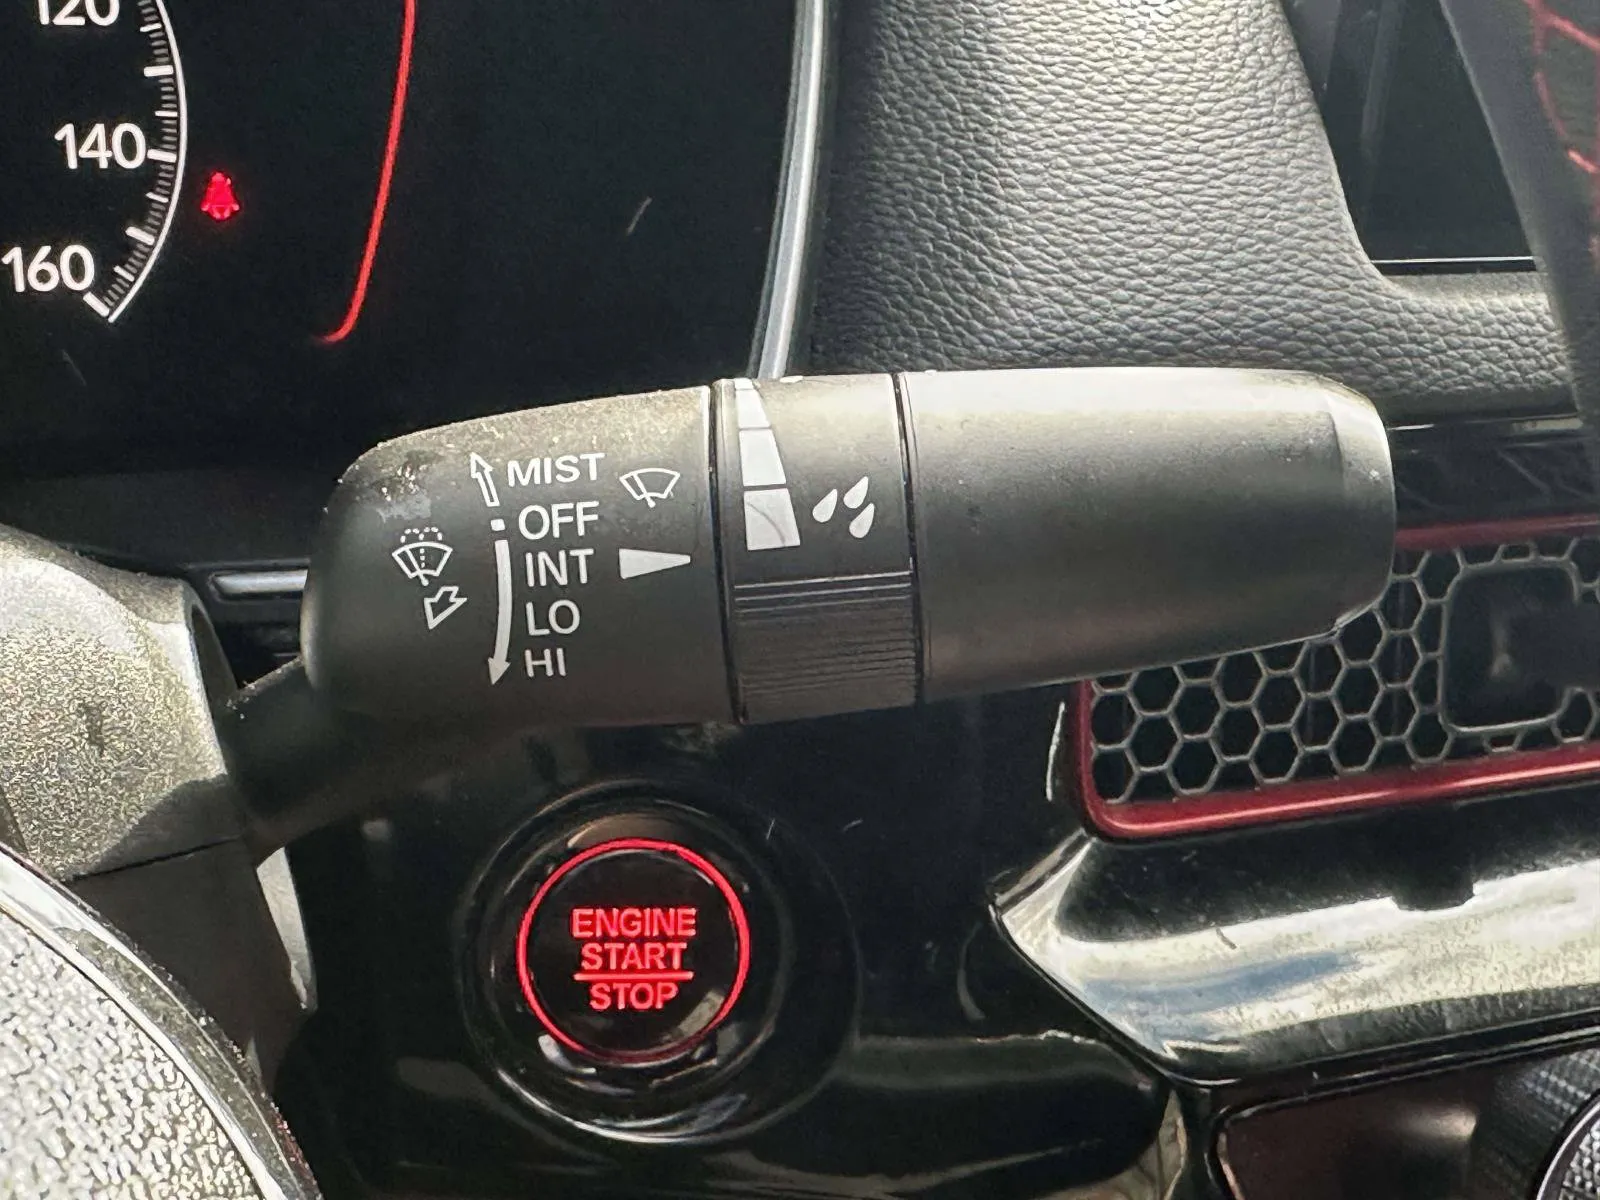 120
140
160
MIST
OFF
INT
LO
HI
ENGINE
START
STOP